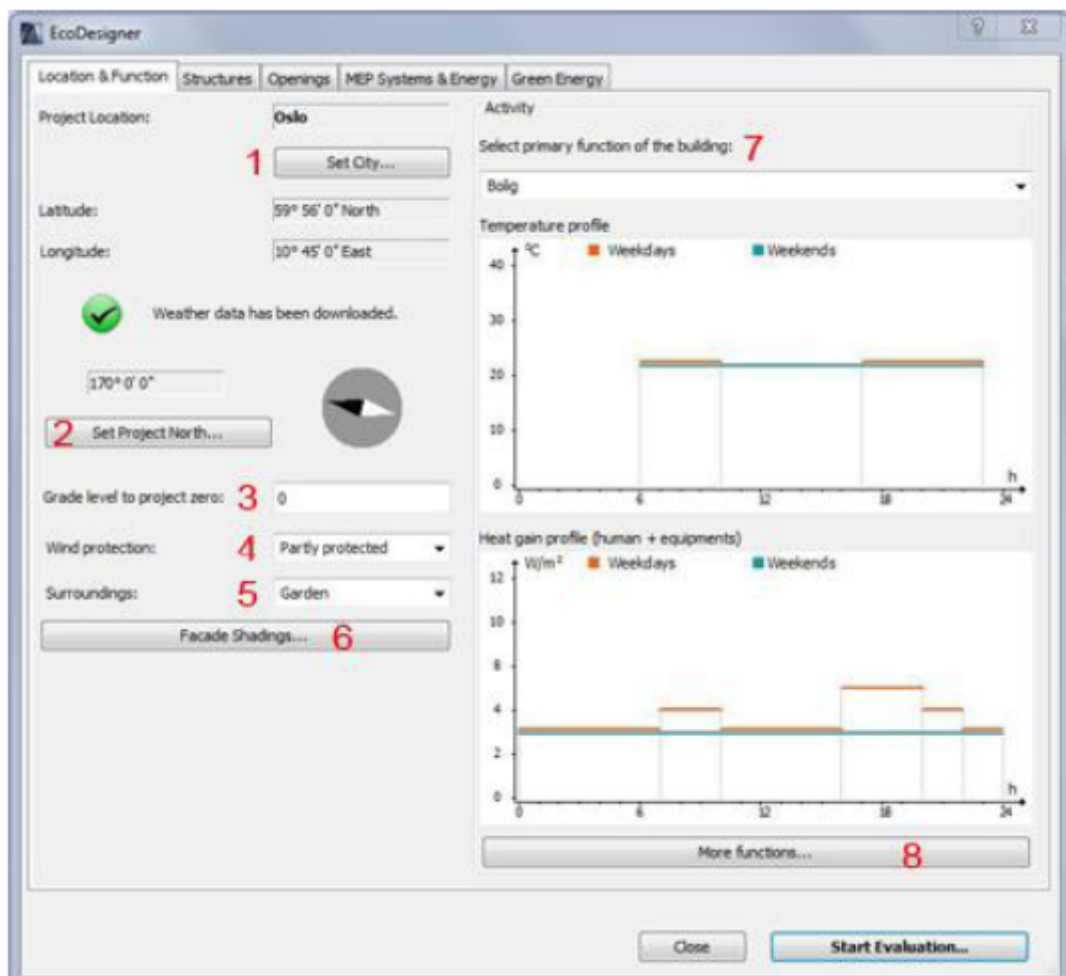 EcoDesigner
Location & Function Structures Openings MEP Systems & Energy Green Energy
Project Location: Oslo
1 Set City...
Latitude: 59° 56' 0" North
Longitude: 10° 45' 0" East
Weather data has been downloaded.
170° 0' 0"
2 Set Project North...
Grade level to project zero: 3 0
Wind protection: 4 Partly protected
Surroundings: 5 Garden
Facade Shadings... 6
Activity
Select primary function of the building: 7
Bolig
Temperature profile
°C Weekdays Weekends
40
30
20
10
0
h
0 6 12 18 24
Heat gain profile (human + equipments)
W/m² Weekdays Weekends
12
8
6
4
2
0
h
0 6 12 18 24
More functions... 8
Close Start Evaluation...